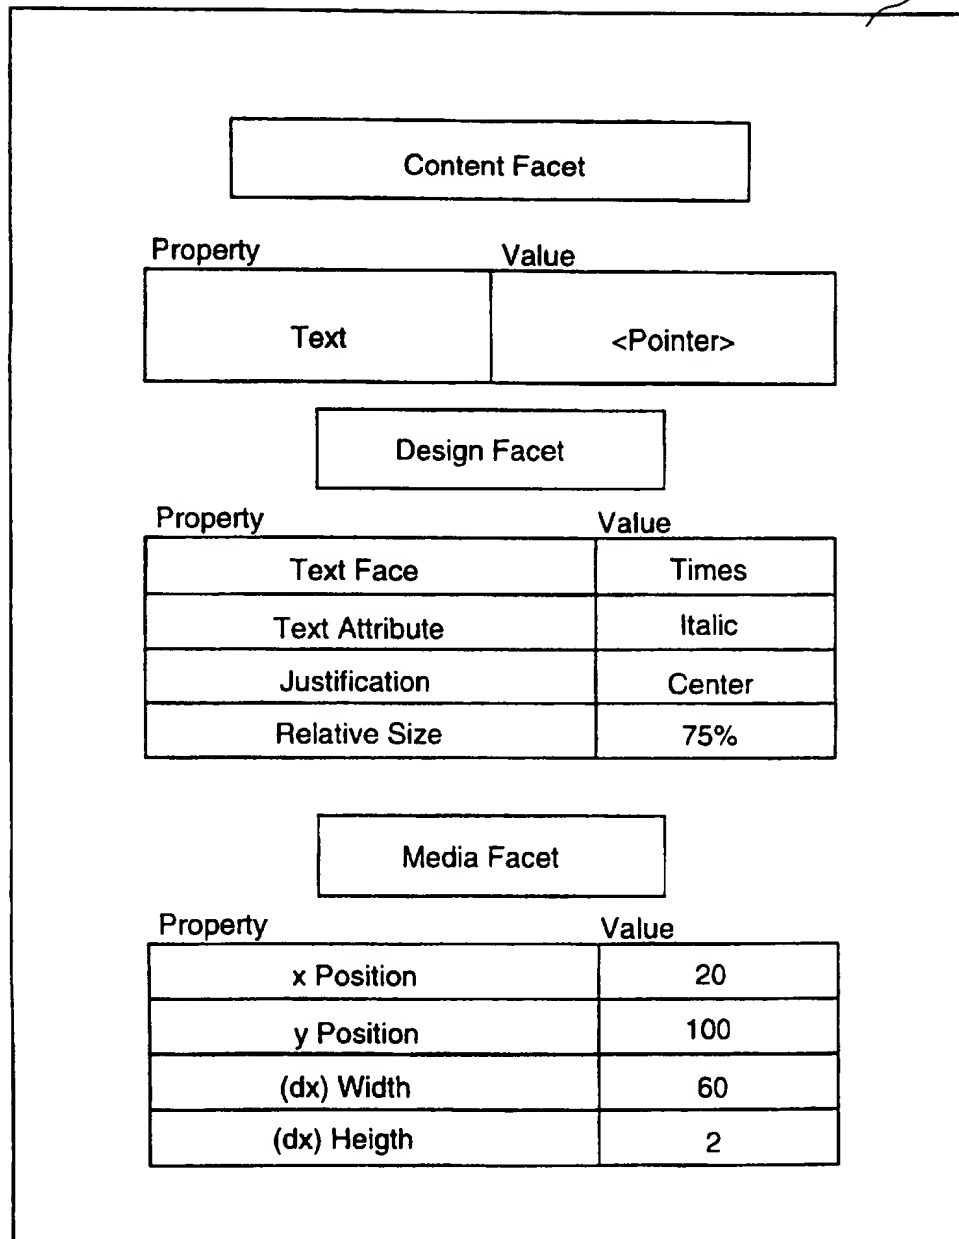 Content Facet
Property Value
Text <Pointer>
Design Facet
Property Value
Text Face Times
Text Attribute Italic
Justification Center
Relative Size 75%
Media Facet
Property Value
x Position 20
y Position 100
(dx) Width 60
(dx) Heigth 2